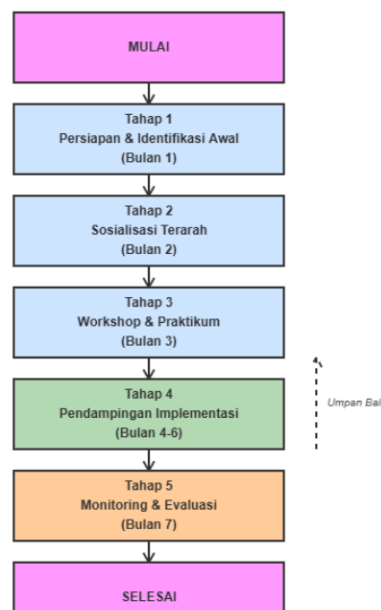 MULAI
Tahap 1
Persiapan & Identifikasi Awal
(Bulan 1)
Tahap 2
Sosialisasi Terarah
(Bulan 2)
Tahap 3
Workshop & Praktikum
(Bulan 3)
Tahap 4
Pendampingan Implementasi
(Bulan 4-6)
Umpan Bal
Tahap 5
Monitoring & Evaluasi
(Bulan 7)
SELESAI